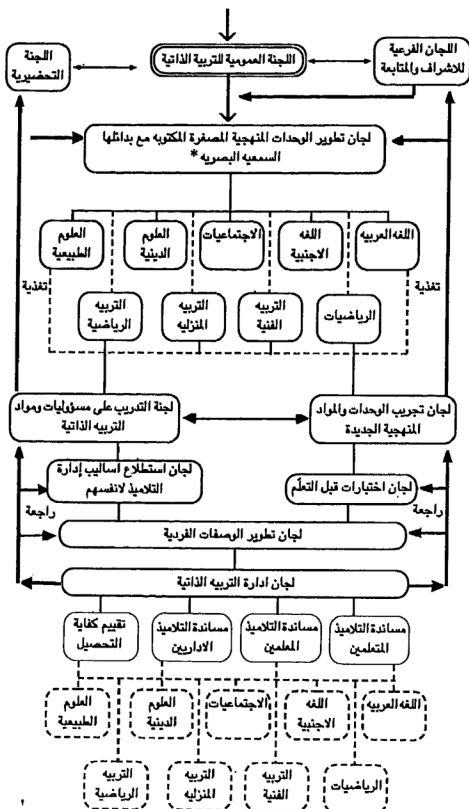 اللجان الفرعية
للاشراف والمتابعة
اللجنة العمومية للتربية الذاتية
اللجنة
التحضيرية
لجان تطوير الوحدات المنهجية المصغرة المكتوبه مع بدائلها
السمعيه البصريه *
اللغه العربيه
اللغه
الاجنبية
الاجتماعيات
العلوم
الدينية
العلوم
الطبيعية
تغذية
تغذية
الرياضيات
التربيه
الفنية
التربيه
المنزليه
التربيه
الرياضية
لجان تجريب الوحدات والمواد
المنهجية الجديدة
لجنة التدريب على مسؤوليات ومواد
التربيه الذاتية
لجان اختبارات قبل التعلّم
لجان استطلاع اساليب إدارة
التلاميذ لانفسهم
راجعة
راجعة
لجان تطوير الوصفات الفردية
لجان ادارة التربيه الذاتية
مساندة التلاميذ
المتعلمين
مساندة التلاميذ
المعلمين
مساندة التلاميذ
الاداريين
تقييم كفاية
التحصيل
اللغه العربيه
اللغه
الاجنبية
الاجتماعيات
العلوم
الدينية
العلوم
الطبيعية
الرياضيات
التربيه
الفنية
التربيه
المنزليه
التربيه
الرياضية